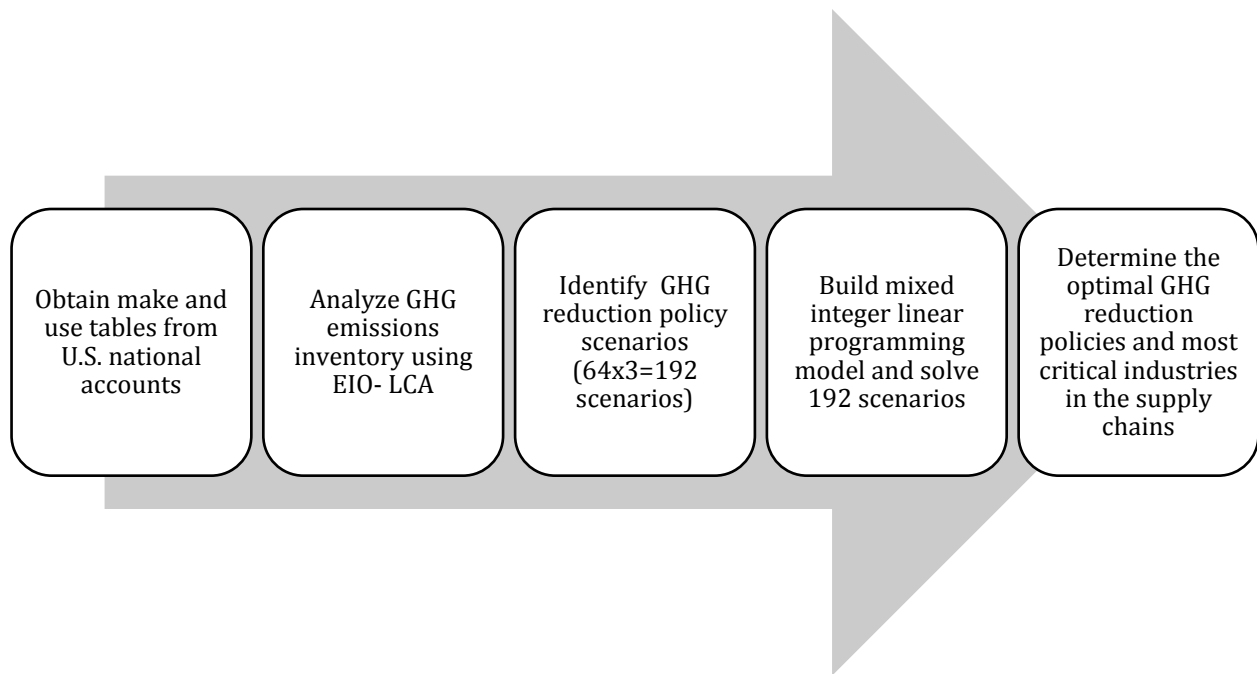 Obtain make and
use tables from
U.S. national
accounts
Analyze GHG
emissions
inventory using
EIO- LCA
Identify  GHG
reduction policy
scenarios
(64x3=192
scenarios)
Build mixed
integer linear
programming
model and solve
192 scenarios
Determine the
optimal GHG
reduction
policies and most
critical industries
in the supply
chains